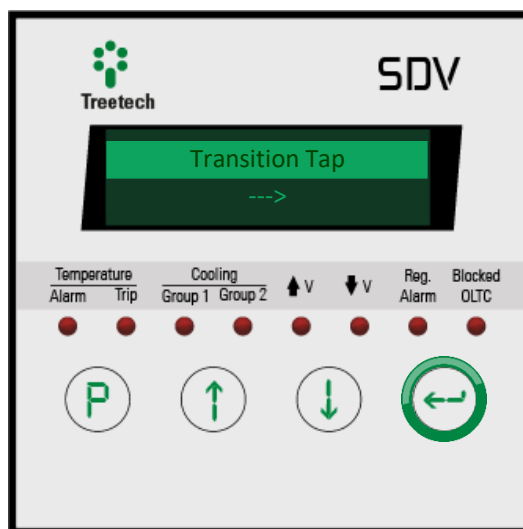 Treetech
SDV
Transition Tap
--->
Temperature
Cooling
Alarm Trip
Group 1 Group 2
V
V
Reg.
Alarm
Blocked
OLTC
P